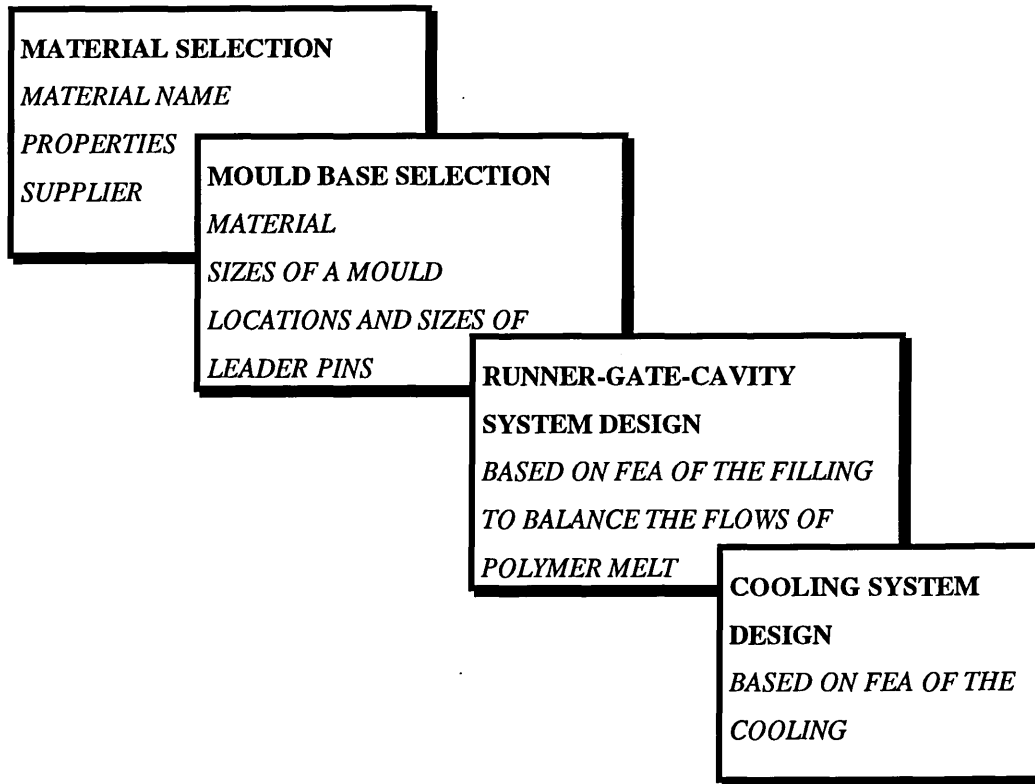 MATERIAL SELECTION
MATERIAL NAME
PROPERTIES
SUPPLIER
MOULD BASE SELECTION
MATERIAL
SIZES OF A MOULD
LOCATIONS AND SIZES OF
LEADER PINS
RUNNER-GATE-CAVITY
SYSTEM DESIGN
BASED ON FEA OF THE FILLING
TO BALANCE THE FLOWS OF
POLYMER MELT
COOLING SYSTEM
DESIGN
BASED ON FEA OF THE
COOLING